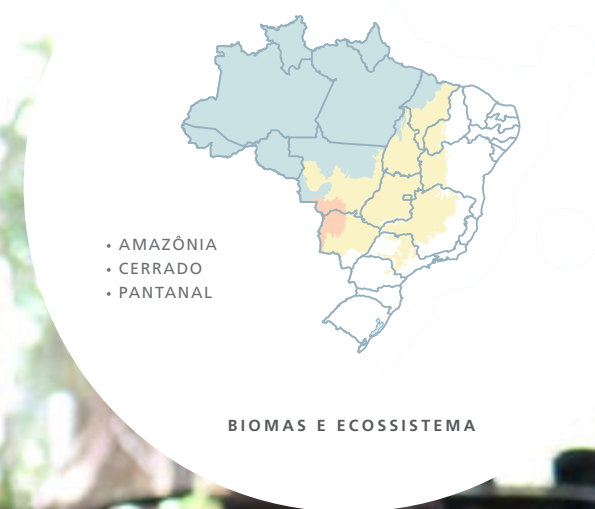 • AMAZÔNIA
• CERRADO
• PANTANAL
BIOMAS E ECOSSISTEMA